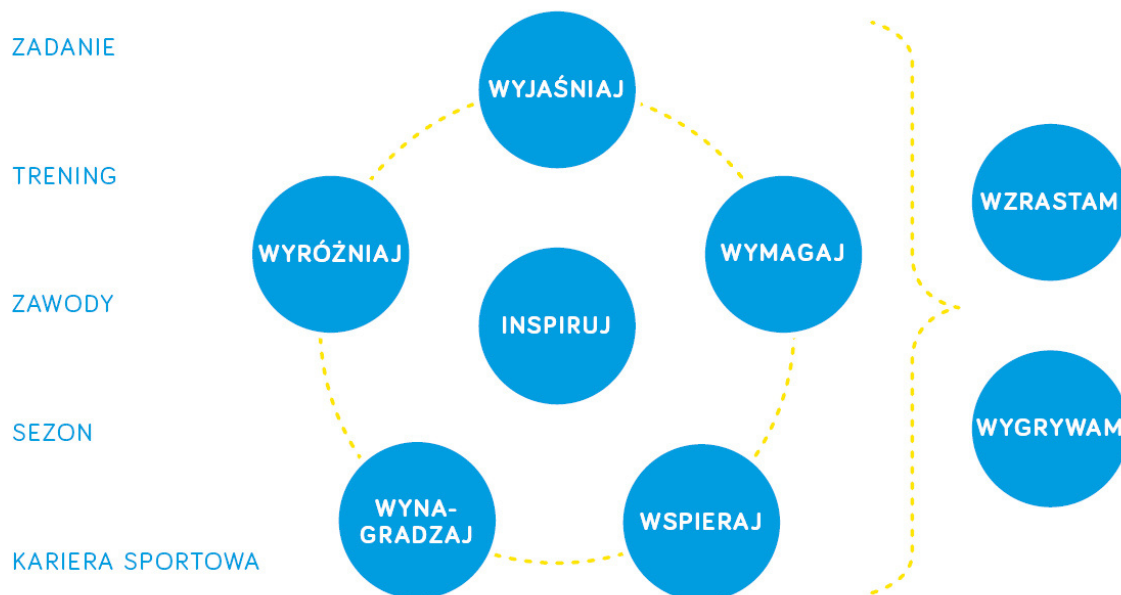 ZADANIE
TRENING
ZAWODY
SEZON
KARIERA SPORTOWA
WYJAŚNIAJ
WYRÓŻNIAJ
WYMAGAJ
INSPIRUJ
WYNA-
GRADZAJ
WSPIERAJ
WZRASTAM
WYGRYWAM